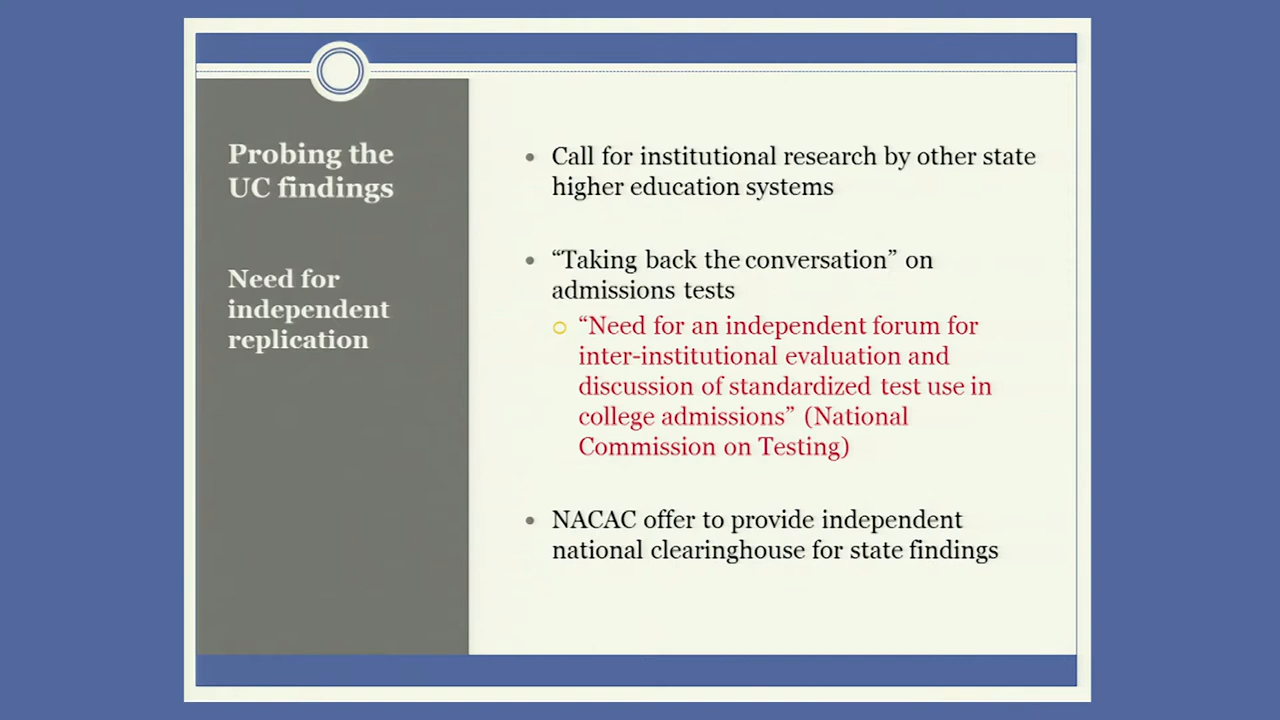 Probing the
UC findings
Need for
independent
replication
• Call for institutional research by other state
higher education systems
• “Taking back the conversation” on
admissions tests
“Need for an independent forum for
inter-institutional evaluation and
discussion of standardized test use in
college admissions” (National
Commission on Testing)
• NACAC offer to provide independent
national clearinghouse for state findings